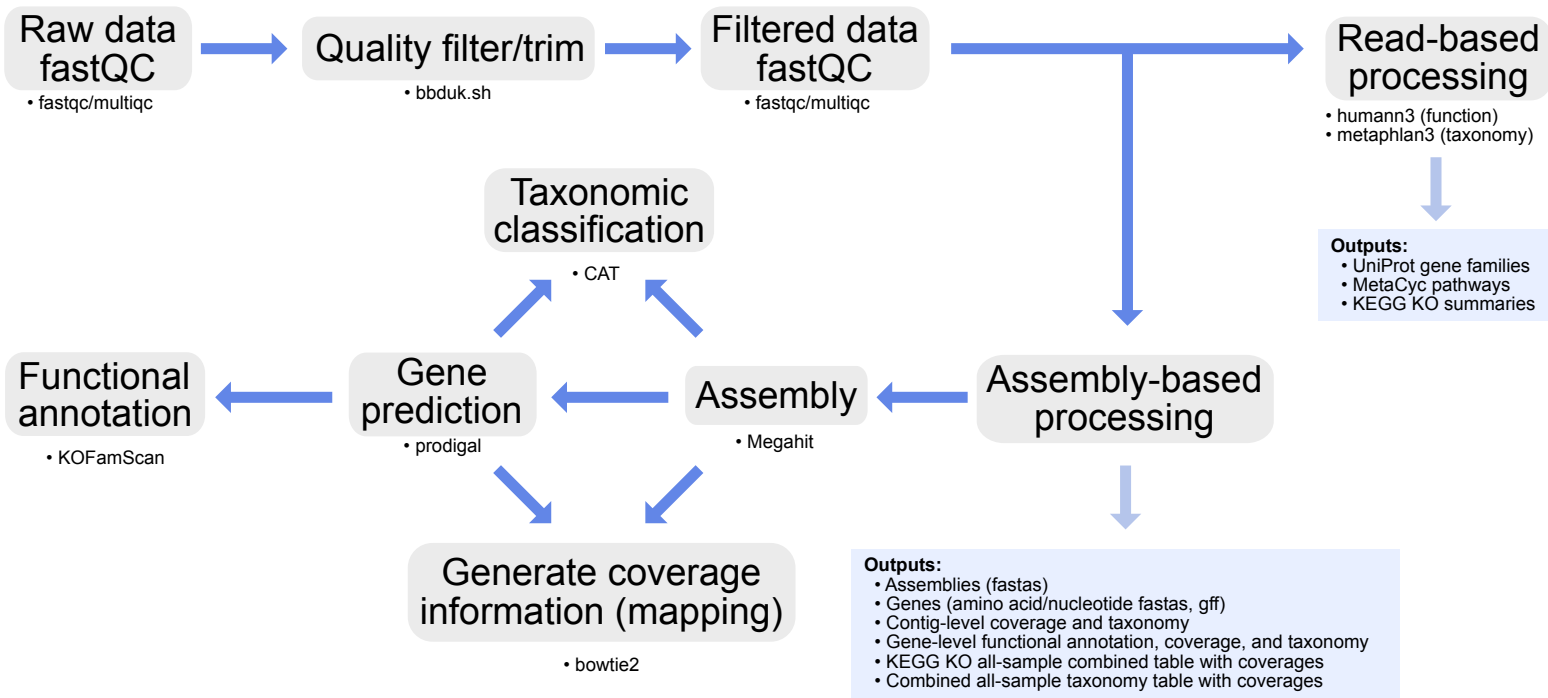 Raw data
fastQC
• fastqc/multiqc
Quality filter/trim
• bbduk.sh
Filtered data
fastQC
• fastqc/multiqc
Read-based
processing
• humann3 (function)
• metaphlan3 (taxonomy)
Outputs:
• UniProt gene families
• MetaCyc pathways
• KEGG KO summaries
Taxonomic
classification
• CAT
Functional
annotation
• KOFamScan
Gene
prediction
• prodigal
Assembly
• Megahit
Assembly-based
processing
Generate coverage
information (mapping)
• bowtie2
Outputs:
• Assemblies (fastas)
• Genes (amino acid/nucleotide fastas, gff)
• Contig-level coverage and taxonomy
• Gene-level functional annotation, coverage, and taxonomy
• KEGG KO all-sample combined table with coverages
• Combined all-sample taxonomy table with coverages